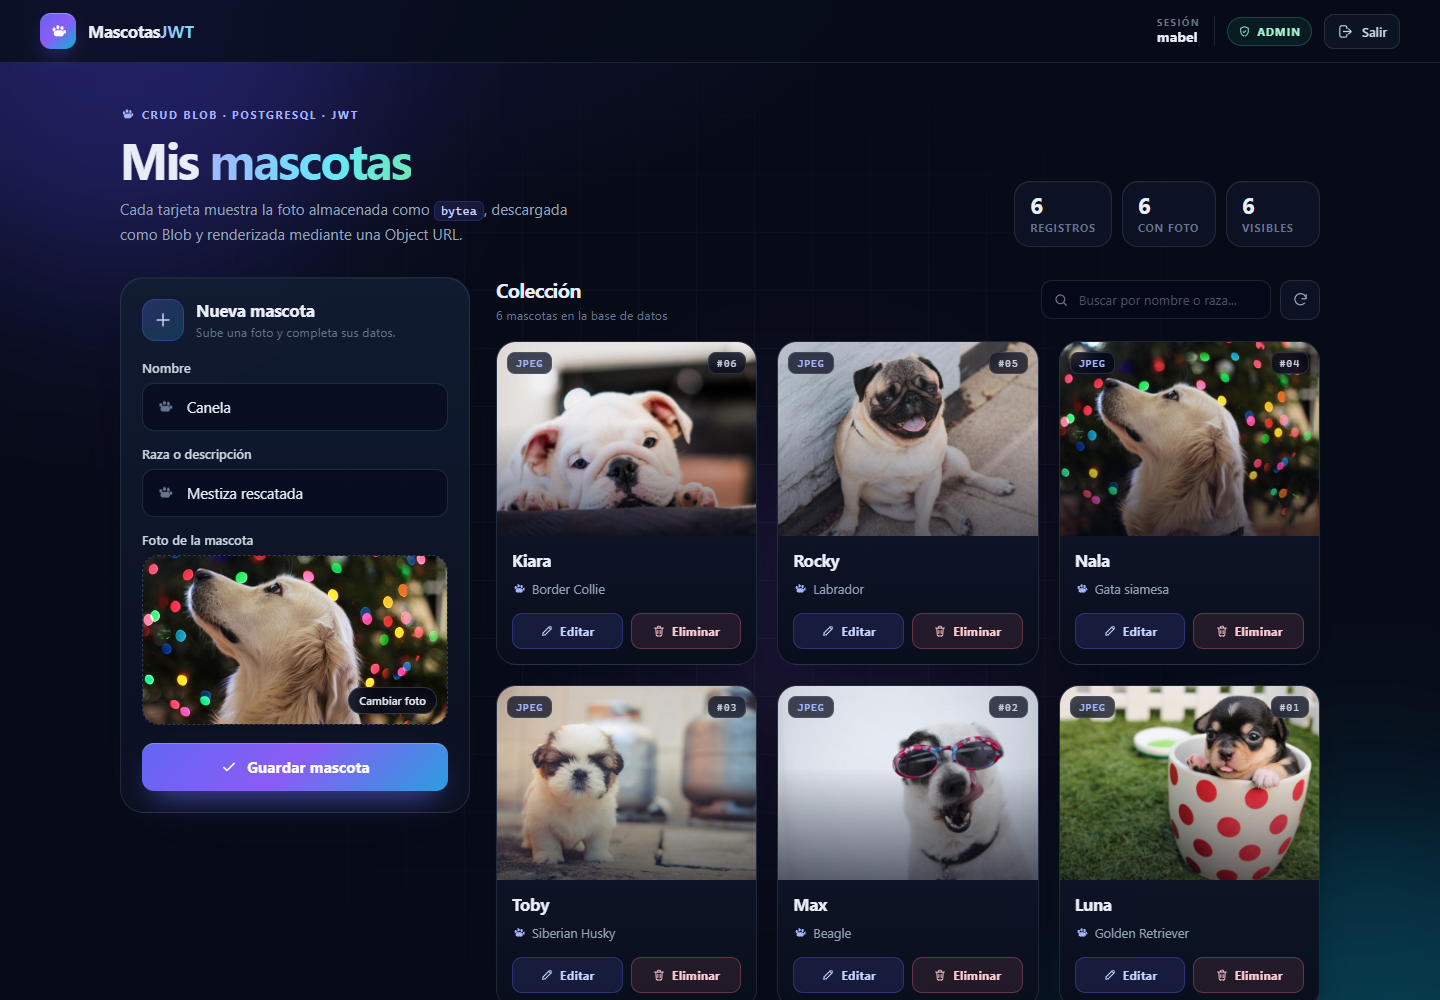 MascotasJWT
SESIÓN
mabel
ADMIN
Salir
CRUD BLOB · POSTGRESQL · JWT
Mis mascotas
Cada tarjeta muestra la foto almacenada como bytea, descargada
como Blob y renderizada mediante una Object URL.
6
REGISTROS
6
CON FOTO
6
VISIBLES
Nueva mascota
Sube una foto y completa sus datos.
Nombre
Canela
Raza o descripción
Mestiza rescatada
Foto de la mascota
Cambiar foto
Guardar mascota
Colección
6 mascotas en la base de datos
Buscar por nombre o raza...
JPEG
#06
Kiara
Border Collie
Editar
Eliminar
JPEG
#05
Rocky
Labrador
Editar
Eliminar
JPEG
#04
Nala
Gata siamesa
Editar
Eliminar
JPEG
#03
Toby
Siberian Husky
Editar
Eliminar
JPEG
#02
Max
Beagle
Editar
Eliminar
JPEG
#01
Luna
Golden Retriever
Editar
Eliminar